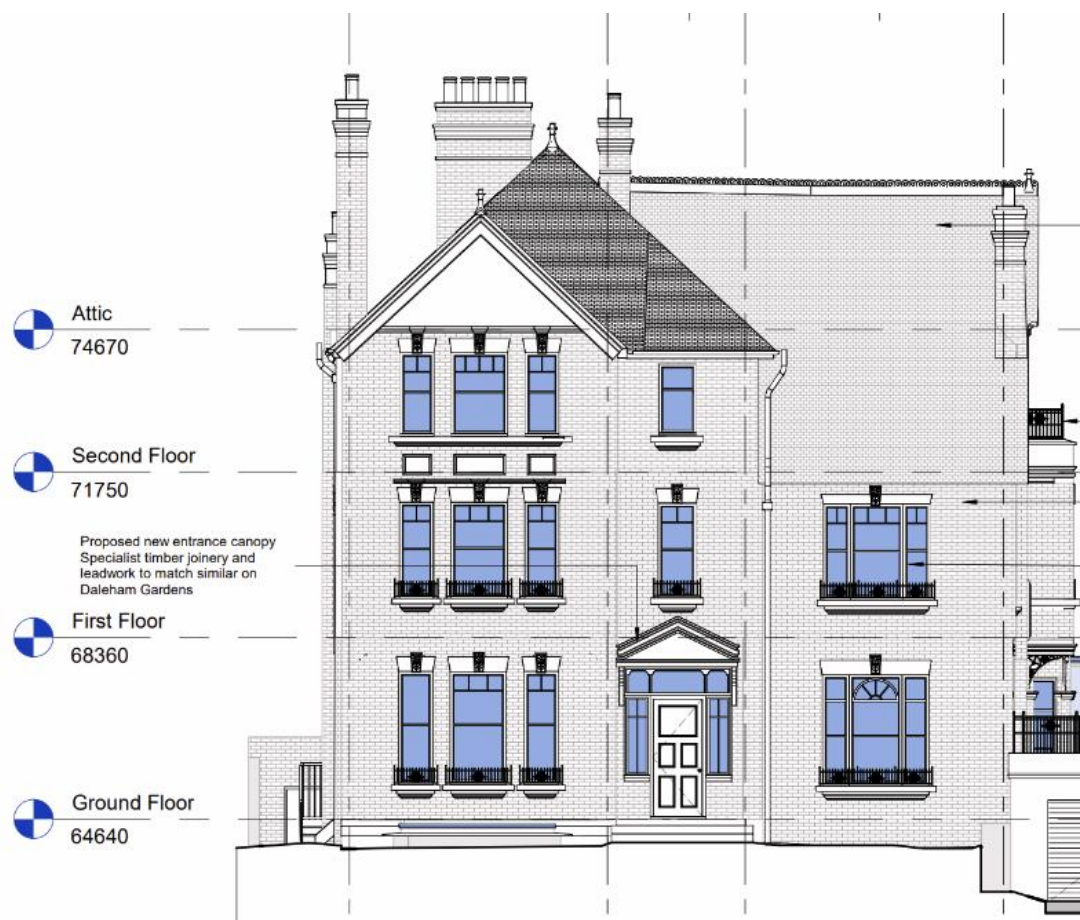 Attic
74670
Second Floor
71750
Proposed new entrance canopy
Specialist timber joinery and
leadwork to match similar on
Daleham Gardens
First Floor
68360
Ground Floor
64640